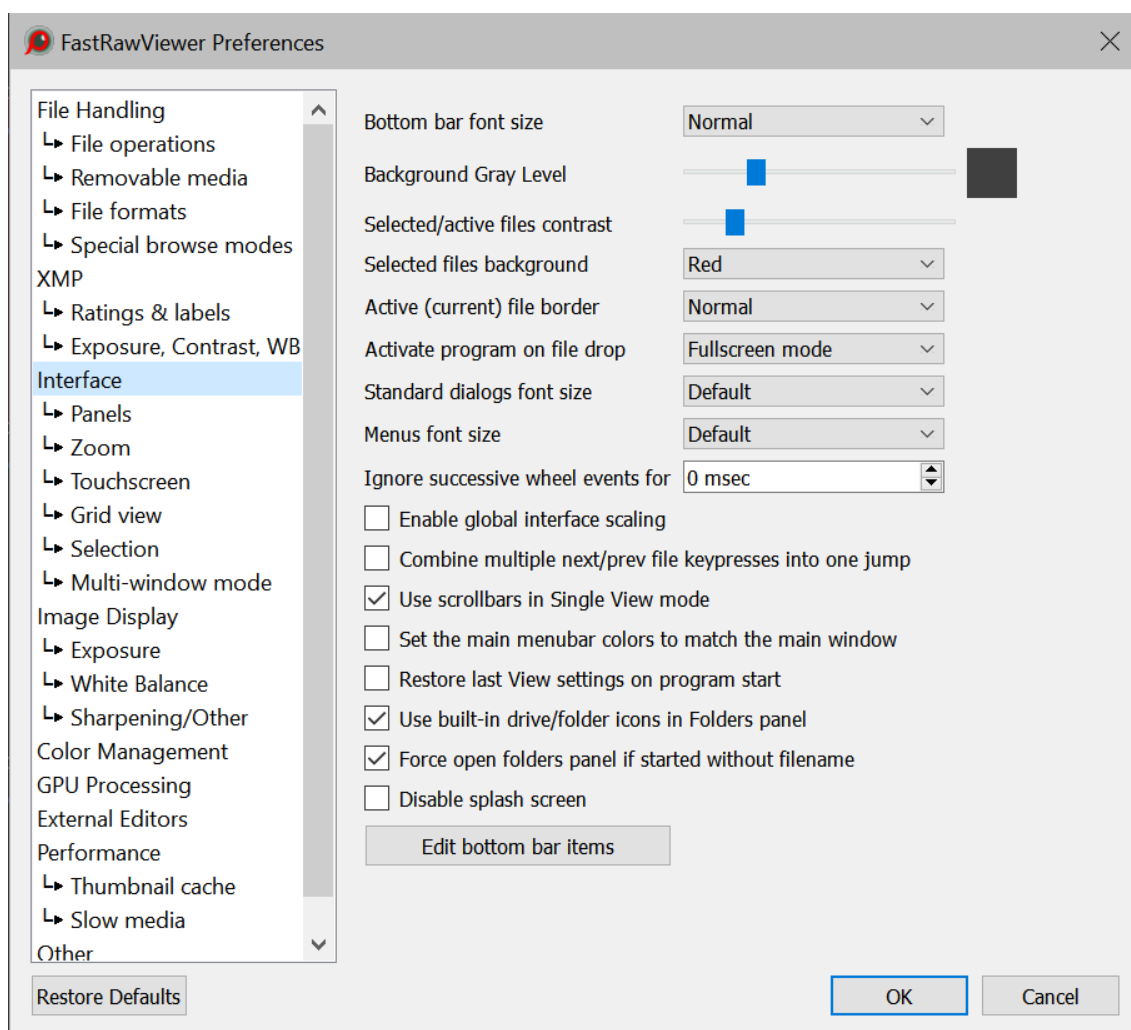 FastRawViewer Preferences
File Handling
File operations
Removable media
File formats
Special browse modes
XMP
Ratings & labels
Exposure, Contrast, WB
Interface
Panels
Zoom
Touchscreen
Grid view
Selection
Multi-window mode
Image Display
Exposure
White Balance
Sharpening/Other
Color Management
GPU Processing
External Editors
Performance
Thumbnail cache
Slow media
Other
Bottom bar font size Normal
Background Gray Level
Selected/active files contrast
Selected files background Red
Active (current) file border Normal
Activate program on file drop Fullscreen mode
Standard dialogs font size Default
Menus font size Default
Ignore successive wheel events for 0 msec
Enable global interface scaling
Combine multiple next/prev file keypresses into one jump
Use scrollbars in Single View mode
Set the main menubar colors to match the main window
Restore last View settings on program start
Use built-in drive/folder icons in Folders panel
Force open folders panel if started without filename
Disable splash screen
Edit bottom bar items
Restore Defaults OK Cancel